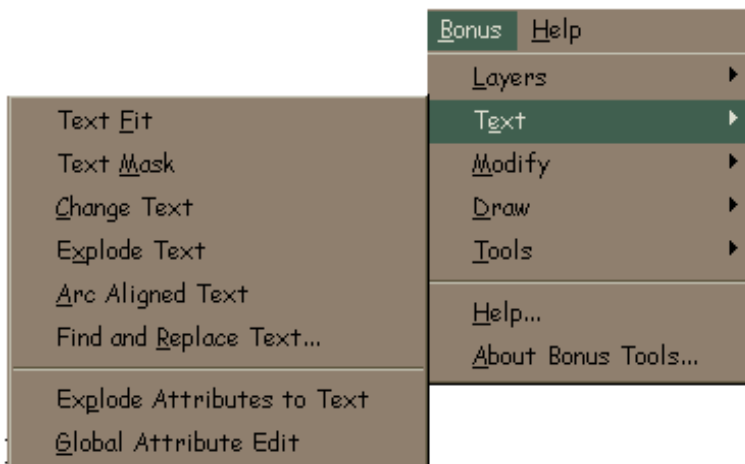 Bonus Help
Layers
Text
Modify
Draw
Tools
Help...
About Bonus Tools...
Text Fit
Text Mask
Change Text
Explode Text
Arc Aligned Text
Find and Replace Text...
Explode Attributes to Text
Global Attribute Edit